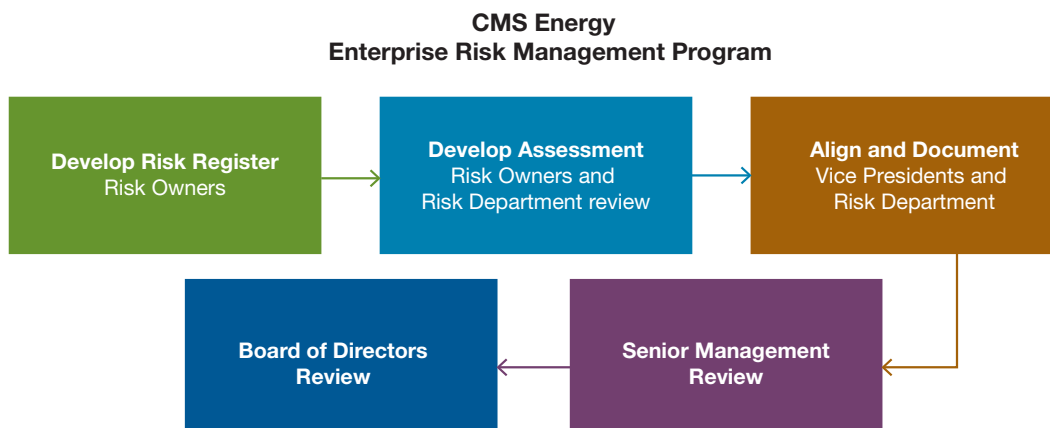 CMS Energy
Enterprise Risk Management Program
Develop Risk Register
Risk Owners
Develop Assessment
Risk Owners and
Risk Department review
Align and Document
Vice Presidents and
Risk Department
Senior Management
Review
Board of Directors
Review